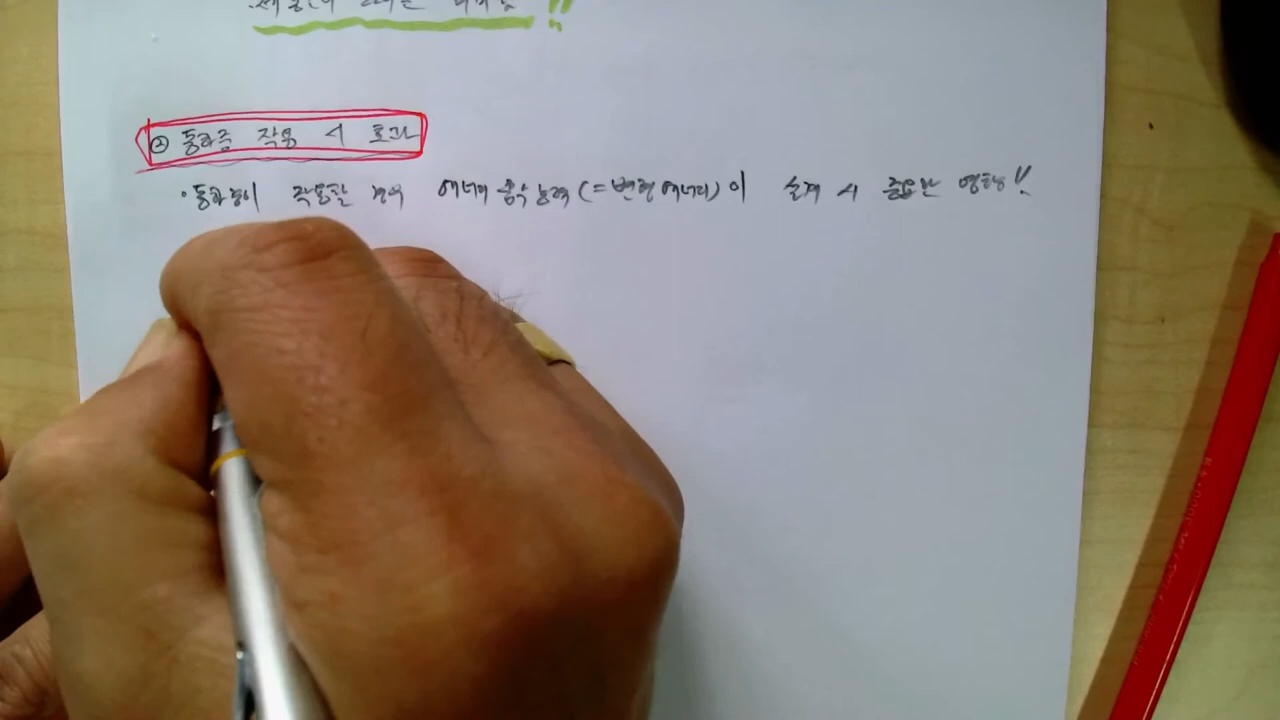 !!
② 동하중 작용 시 효과
·동하중이 작용할 경우 에너지 흡수능력(=변형에너지)이 설계 시 중요한 영향!!